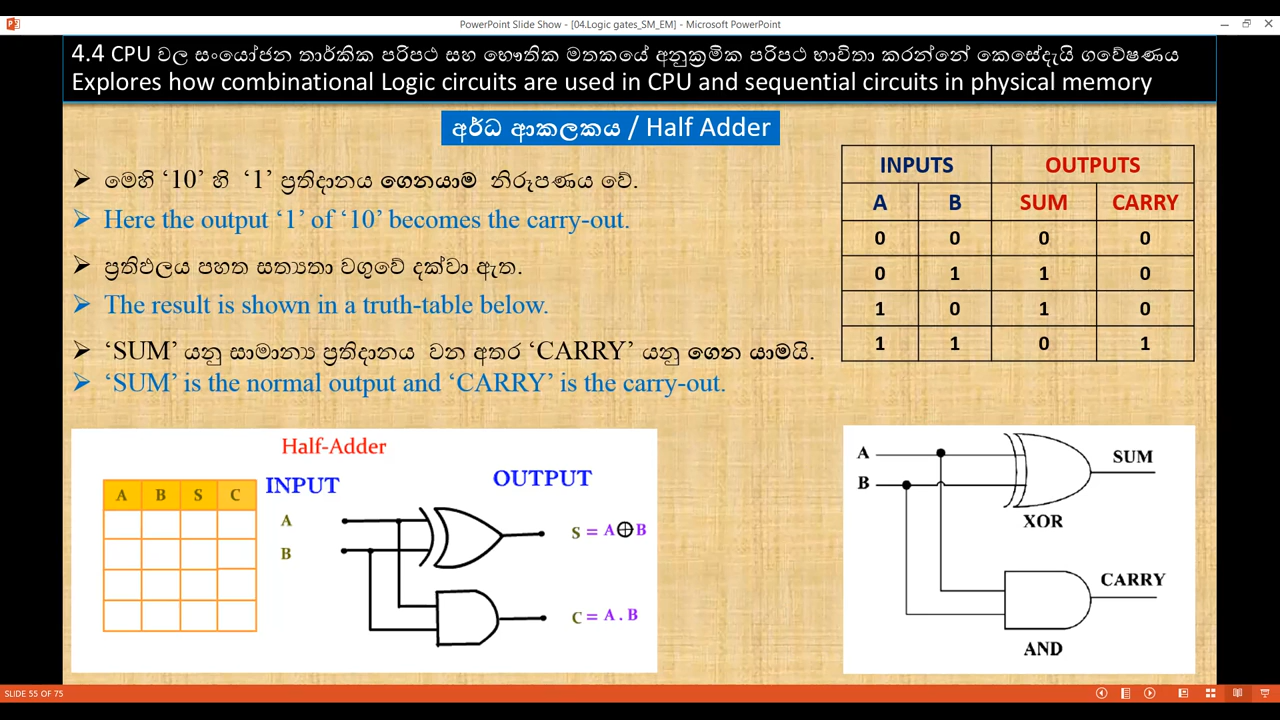 PowerPoint Slide Show - [04.Logic gates_SM_EM] - Microsoft PowerPoint
4.4 CPU වල සංයෝජන තාර්කික පරිපථ සහ භෞතික මතකයේ අනුක්‍රමික පරිපථ භාවිතා කරන්නේ කෙසේදැයි ගවේෂණය
Explores how combinational Logic circuits are used in CPU and sequential circuits in physical memory
අර්ධ ආකලකය / Half Adder
➢ මෙහි ‘10’ හි ‘1’ ප්‍රතිදානය ගෙනයාම නිරූපණය වේ.
➢ Here the output ‘1’ of ‘10’ becomes the carry-out.
➢ ප්‍රතිඵලය පහත සත්‍යතා වගුවේ දක්වා ඇත.
➢ The result is shown in a truth-table below.
➢ ‘SUM’ යනු සාමාන්‍ය ප්‍රතිදානය වන අතර ‘CARRY’ යනු ගෙන යාමයි.
➢ ‘SUM’ is the normal output and ‘CARRY’ is the carry-out.
INPUTS OUTPUTS
A B SUM CARRY
0 0 0 0
0 1 1 0
1 0 1 0
1 1 0 1
Half-Adder
INPUT OUTPUT
A B S C
A
B
S = A⊕B
C = A . B
A
B
SUM
XOR
CARRY
AND
SLIDE 55 OF 75